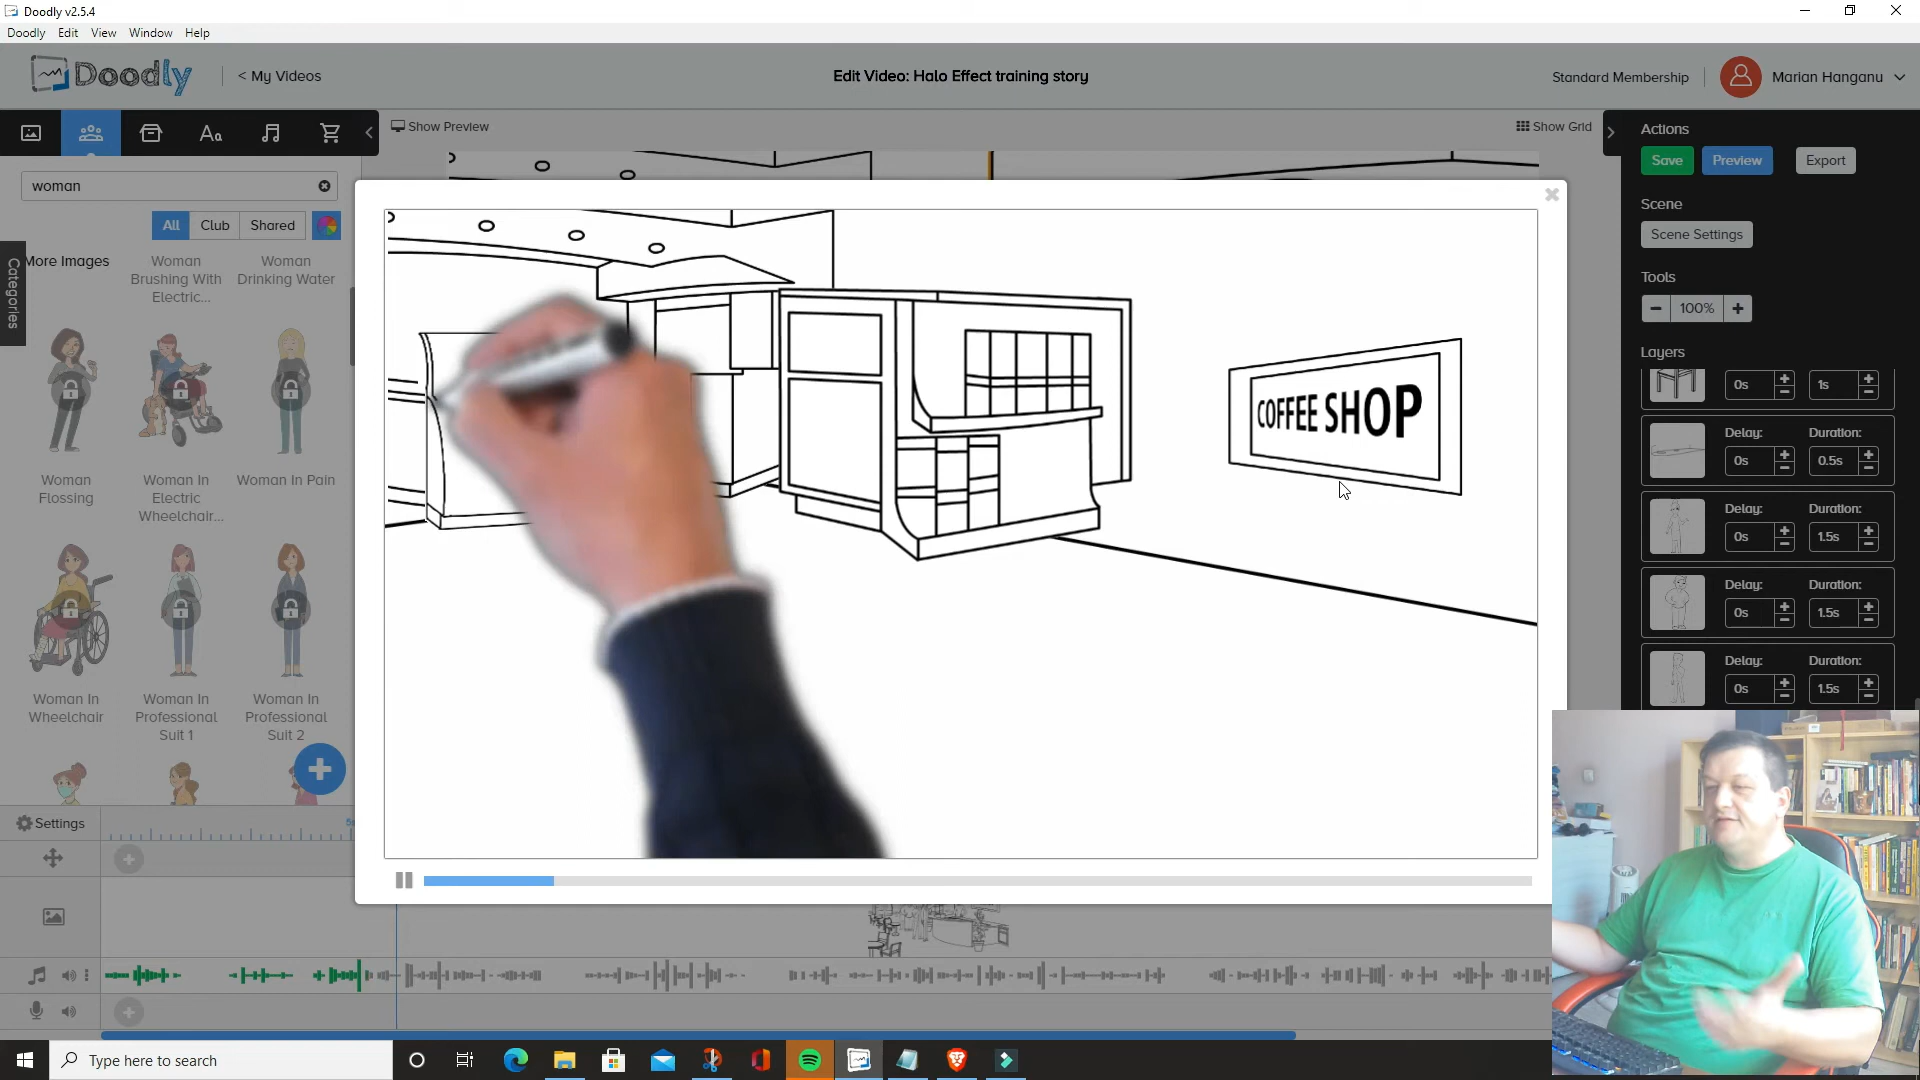 Doodly v2.5.4
Doodly Edit View Window Help
Doodly < My Videos Edit Video: Halo Effect training story Standard Membership Marian Hanganu
Aa Show Preview Show Grid Actions
Save Preview Export
woman
Scene
All Club Shared
Scene Settings
Categories
More Images
Woman Brushing With Electric...
Woman Drinking Water
Tools
100%
Layers
0s 1s
Delay: Duration:
0s 0.5s
Delay: Duration:
0s 1.5s
Delay: Duration:
0s 1.5s
Delay: Duration:
0s 1.5s
COFFEE SHOP
Woman Flossing
Woman In Electric Wheelchair...
Woman In Pain
Woman In Wheelchair
Woman In Professional Suit 1
Woman In Professional Suit 2
Settings
Type here to search